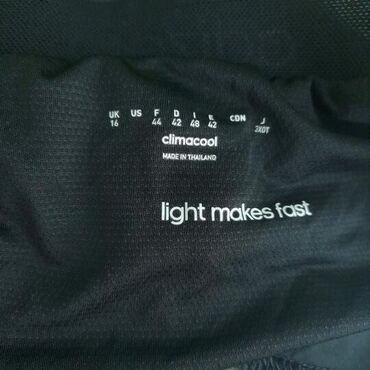 UK US F D I E CDN J
16 44 42 48 42 2XOT
climacool
MADE IN THAILAND
light makes fast